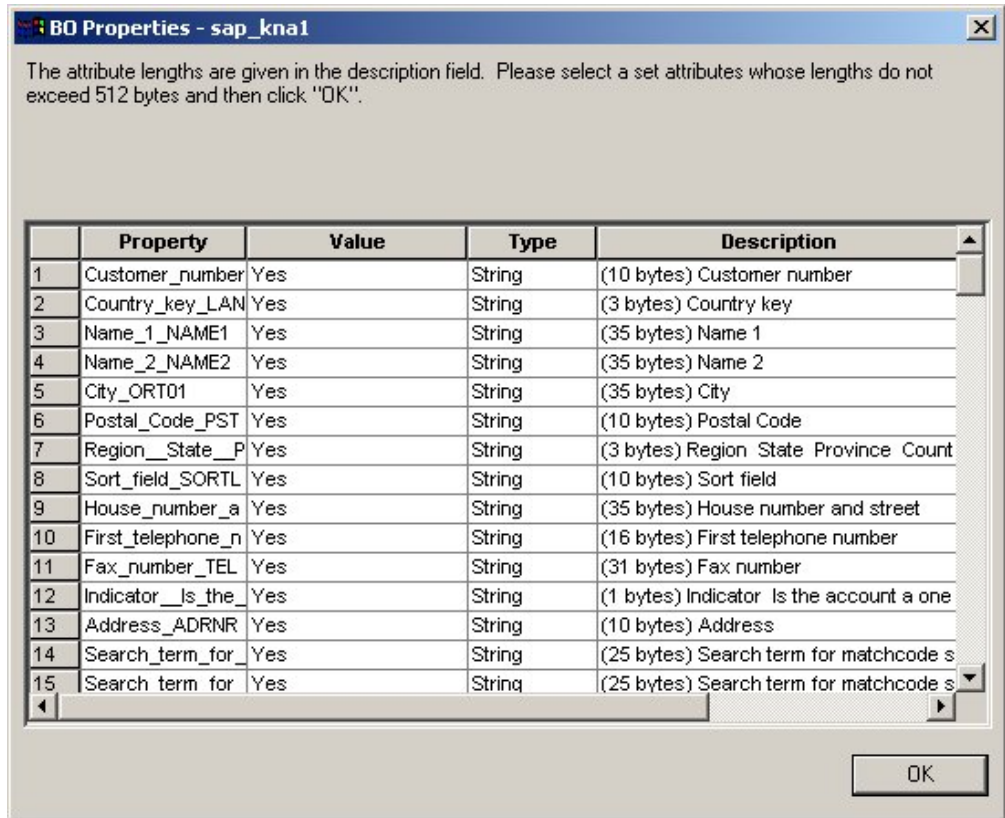 BO Properties - sap_kna1
The attribute lengths are given in the description field. Please select a set attributes whose lengths do not
exceed 512 bytes and then click "OK".
Property Value Type Description
1 Customer_number Yes String (10 bytes) Customer number
2 Country_key_LAN Yes String (3 bytes) Country key
3 Name_1_NAME1 Yes String (35 bytes) Name 1
4 Name_2_NAME2 Yes String (35 bytes) Name 2
5 City_ORT01 Yes String (35 bytes) City
6 Postal_Code_PST Yes String (10 bytes) Postal Code
7 Region__State__P Yes String (3 bytes) Region State Province Count
8 Sort_field_SORTL Yes String (10 bytes) Sort field
9 House_number_a Yes String (35 bytes) House number and street
10 First_telephone_n Yes String (16 bytes) First telephone number
11 Fax_number_TEL Yes String (31 bytes) Fax number
12 Indicator__Is_the_ Yes String (1 bytes) Indicator Is the account a one
13 Address_ADRNR Yes String (10 bytes) Address
14 Search_term_for_ Yes String (25 bytes) Search term for matchcode s
15 Search_term_for_ Yes String (25 bytes) Search term for matchcode s
OK